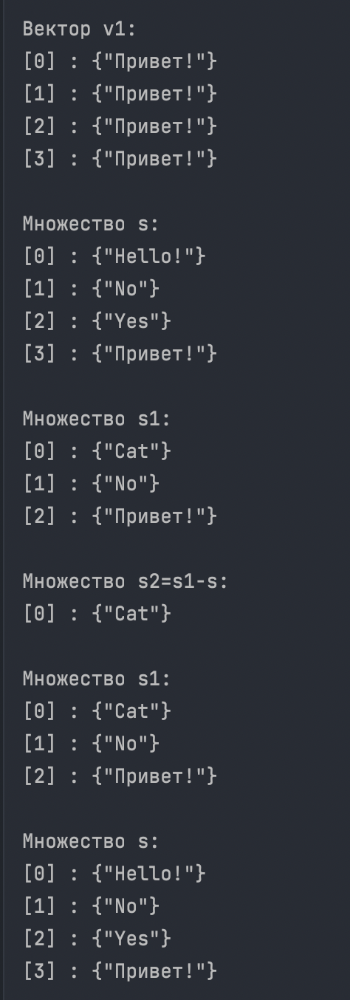 Вектор v1:
[0] : {"Привет!"}
[1] : {"Привет!"}
[2] : {"Привет!"}
[3] : {"Привет!"}
Множество s:
[0] : {"Hello!"}
[1] : {"No"}
[2] : {"Yes"}
[3] : {"Привет!"}
Множество s1:
[0] : {"Cat"}
[1] : {"No"}
[2] : {"Привет!"}
Множество s2=s1-s:
[0] : {"Cat"}
Множество s1:
[0] : {"Cat"}
[1] : {"No"}
[2] : {"Привет!"}
Множество s:
[0] : {"Hello!"}
[1] : {"No"}
[2] : {"Yes"}
[3] : {"Привет!"}